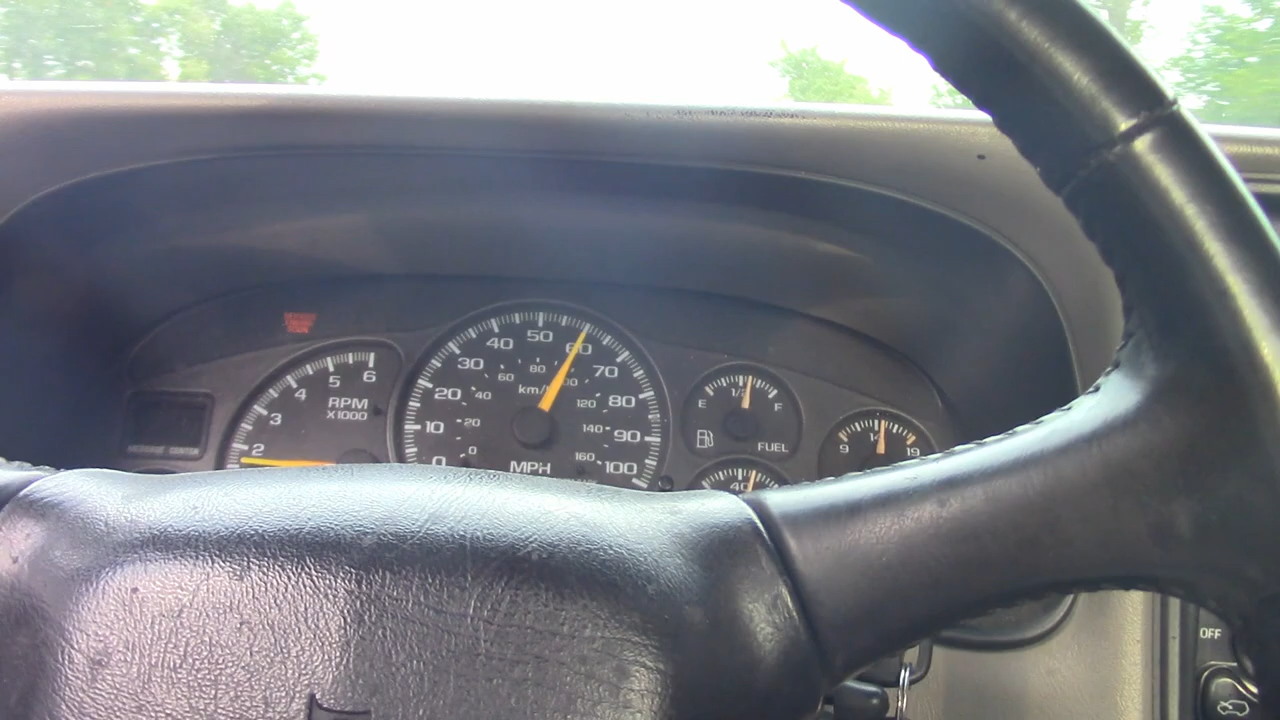 2 3 4 5 6
RPM
X1000
0 10 20 30 40 50 60 70 80 90 100
20 40 60 80 100 120 140 160
0
km/h
MPH
E 1/2 F
FUEL
40
9 14 19
OFF